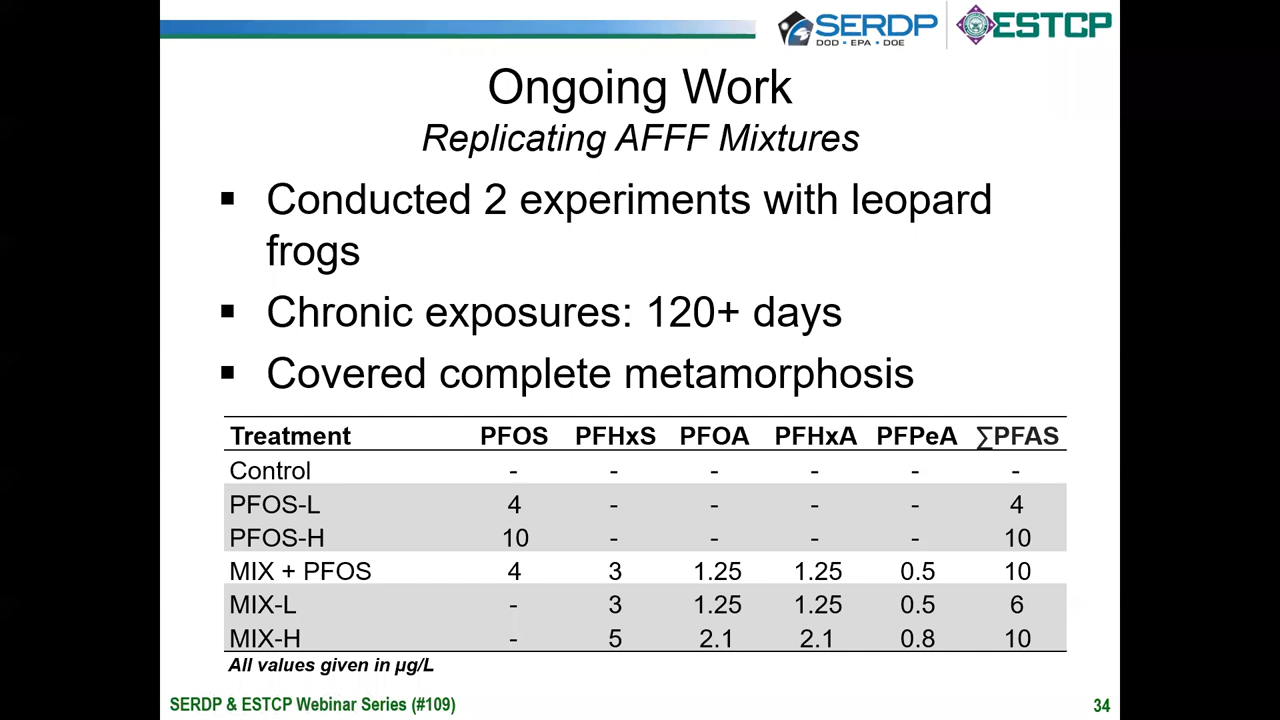 SERDP
DOD • EPA • DOE
ESTCP
Ongoing Work
Replicating AFFF Mixtures
▪ Conducted 2 experiments with leopard
frogs
▪ Chronic exposures: 120+ days
▪ Covered complete metamorphosis
Treatment PFOS PFHxS PFOA PFHxA PFPeA ∑PFAS
Control - - - - - -
PFOS-L 4 - - - - 4
PFOS-H 10 - - - - 10
MIX + PFOS 4 3 1.25 1.25 0.5 10
MIX-L - 3 1.25 1.25 0.5 6
MIX-H - 5 2.1 2.1 0.8 10
All values given in µg/L
SERDP & ESTCP Webinar Series (#109)
34